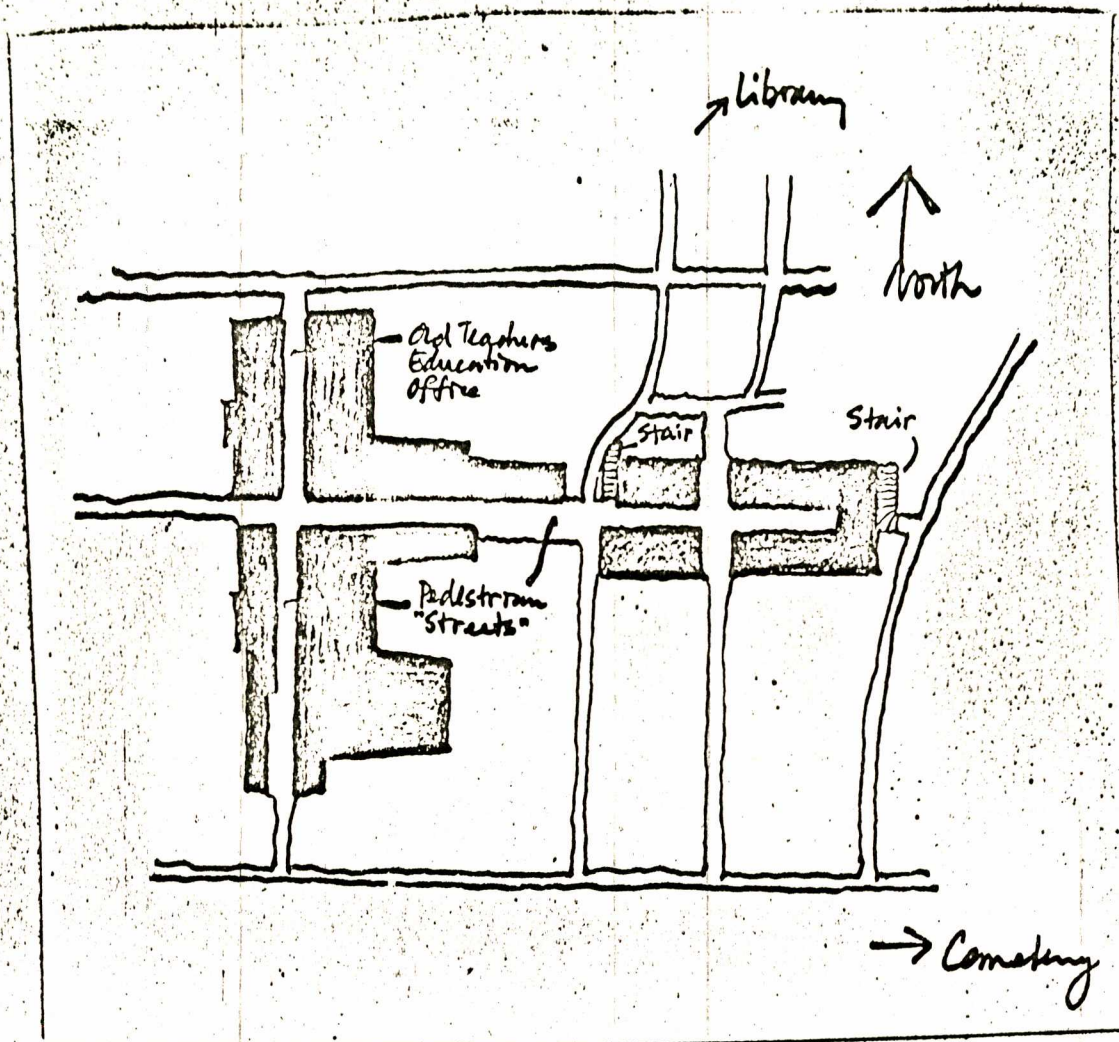 Library
North
Old Teachers
Education
Office
Stair
Stair
Pedestrian
"Streets"
Cemetery